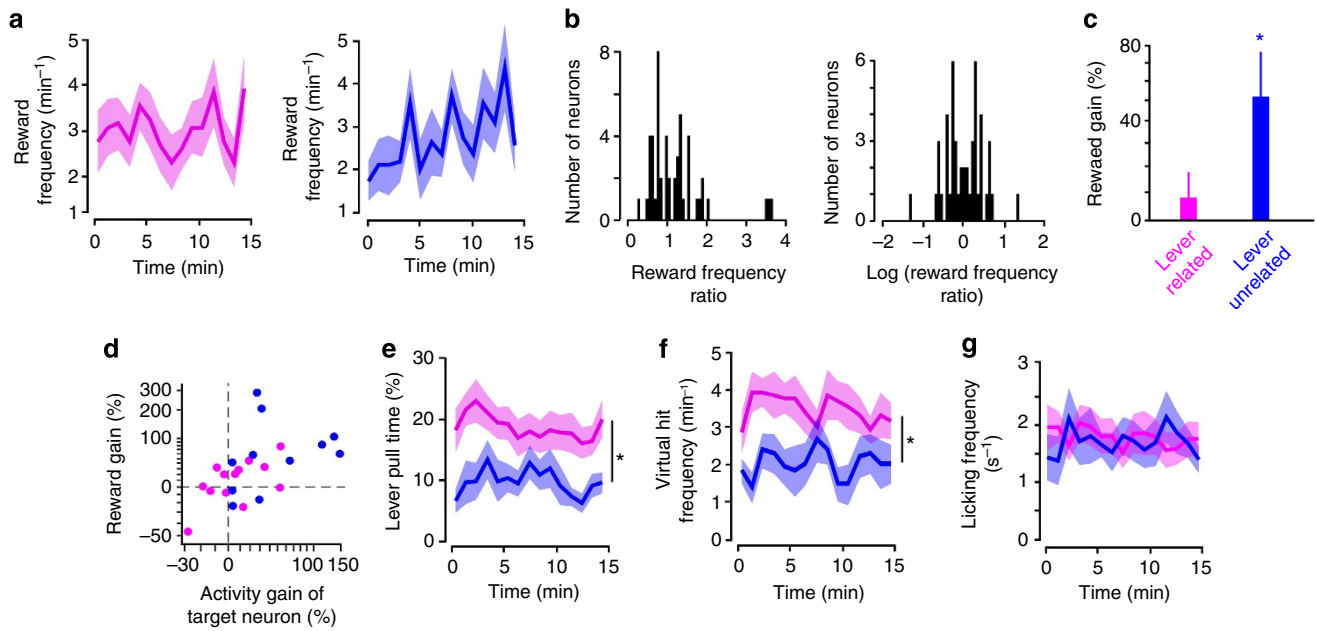 a
Reward
frequency (min–1)
5
4
3
2
1
0
5
10
15
Time (min)
Reward
frequency (min–1)
5
4
3
2
1
0
5
10
15
Time (min)
b
Number of neurons
8
4
0
0
1
2
3
4
Reward frequency
ratio
Number of neurons
6
3
0
–2
–1
0
1
2
Log (reward frequency
ratio)
c
Rewaed gain (%)
80
40
0
*
Lever
related
Lever
unrelated
d
Reward gain (%)
300
200
100
0
–50
–30
0
100
150
Activity gain of
target neuron (%)
e
Lever pull time (%)
30
20
10
0
*
0
5
10
15
Time (min)
f
Virtual hit
frequency (min–1)
5
4
3
2
1
0
*
0
5
10
15
Time (min)
g
Licking frequency
(s–1)
3
2
1
0
0
5
10
15
Time (min)